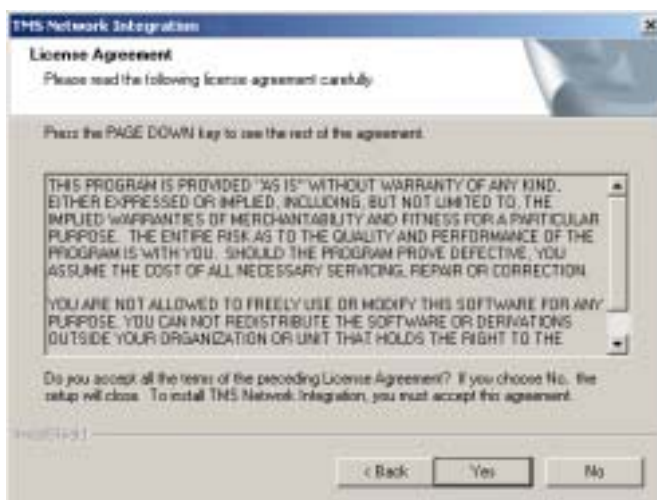 TMS Network Integration
License Agreement
Please read the following license agreement carefully.
Press the PAGE DOWN key to see the rest of the agreement.
THIS PROGRAM IS PROVIDED "AS IS" WITHOUT WARRANTY OF ANY KIND,
EITHER EXPRESSED OR IMPLIED, INCLUDING, BUT NOT LIMITED TO, THE
IMPLIED WARRANTIES OF MERCHANTABILITY AND FITNESS FOR A PARTICULAR
PURPOSE. THE ENTIRE RISK AS TO THE QUALITY AND PERFORMANCE OF THE
PROGRAM IS WITH YOU. SHOULD THE PROGRAM PROVE DEFECTIVE, YOU
ASSUME THE COST OF ALL NECESSARY SERVICING, REPAIR OR CORRECTION.
YOU ARE NOT ALLOWED TO FREELY USE OR MODIFY THIS SOFTWARE FOR ANY
PURPOSE. YOU CAN NOT REDISTRIBUTE THE SOFTWARE OR DERIVATIONS
OUTSIDE YOUR ORGANIZATION OR UNIT THAT HOLDS THE RIGHT TO THE
Do you accept all the terms of the preceding License Agreement? If you choose No, the
setup will close. To install TMS Network Integration, you must accept this agreement.
< Back Yes No